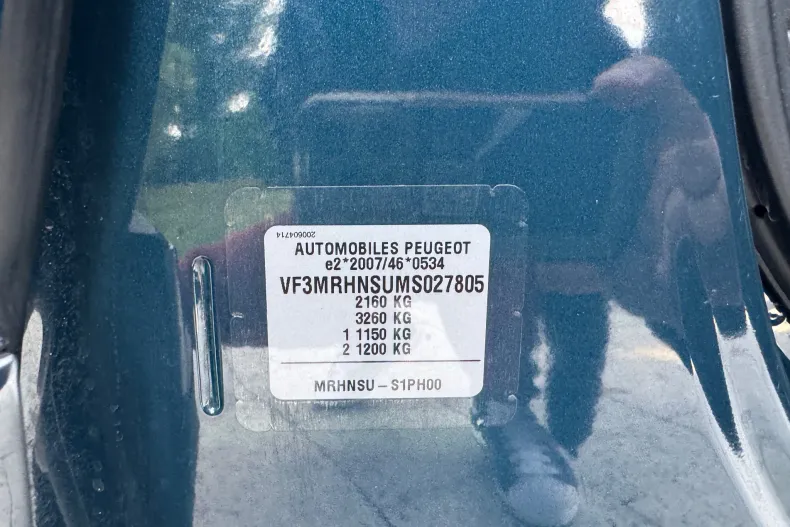 200604714
AUTOMOBILES PEUGEOT
e2*2007/46*0534
VF3MRHNSUMS027805
2160 KG
3260 KG
1 1150 KG
2 1200 KG
MRHNSU – S1PH00